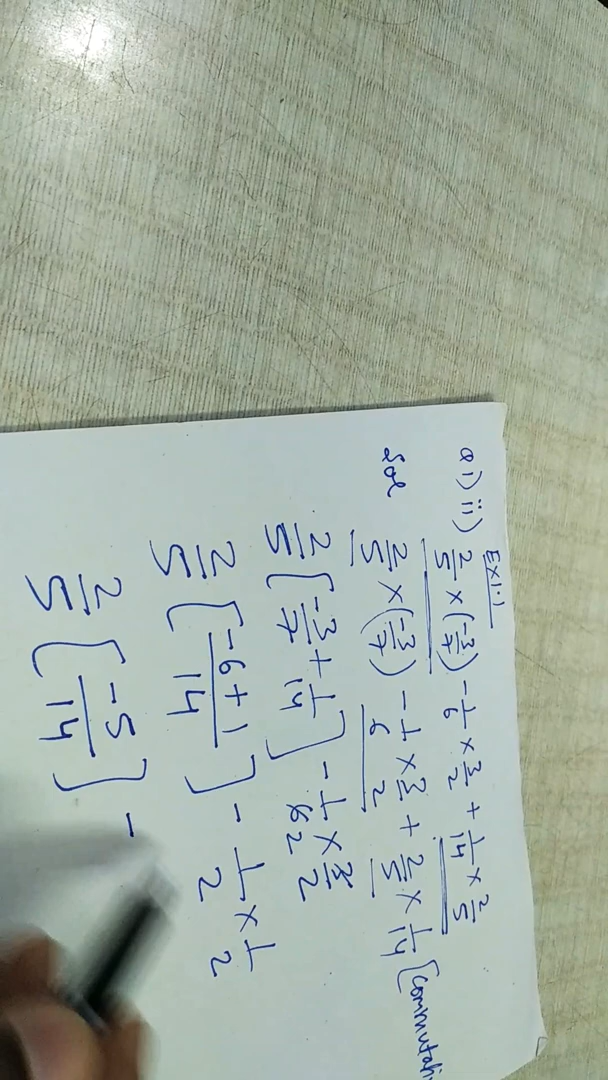 Ex 1.1
Q1) ii) 2/5 × (-3/7) - 1/6 × 3/2 + 1/14 × 2/5
Sol 2/5 × (-3/7) - 1/6 × 3/2 + 2/5 × 1/14 [commutati
2/5 [-3/7 + 1/14] - 1/6 2 × 3/2
2/5 [-6+1/14] - 1/2 × 1/2
2/5 [-5/14] -